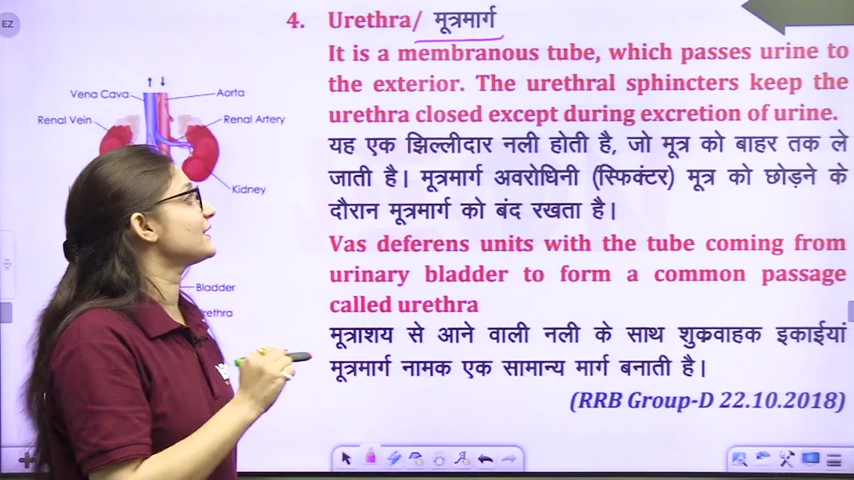 EZ
4. Urethra/ मूत्रमार्ग
It is a membranous tube, which passes urine to
the exterior. The urethral sphincters keep the
urethra closed except during excretion of urine.
यह एक झिल्लीदार नली होती है, जो मूत्र को बाहर तक ले
जाती है। मूत्रमार्ग अवरोधिनी (स्फिक्टर) मूत्र को छोड़ने के
दौरान मूत्रमार्ग को बंद रखता है।
Vas deferens units with the tube coming from
urinary bladder to form a common passage
called urethra
मूत्राशय से आने वाली नली के साथ शुक्रवाहक इकाईयां
मूत्रमार्ग नामक एक सामान्य मार्ग बनाती है।
(RRB Group-D 22.10.2018)
Vena Cava
Aorta
Renal Vein
Renal Artery
Kidney
Bladder